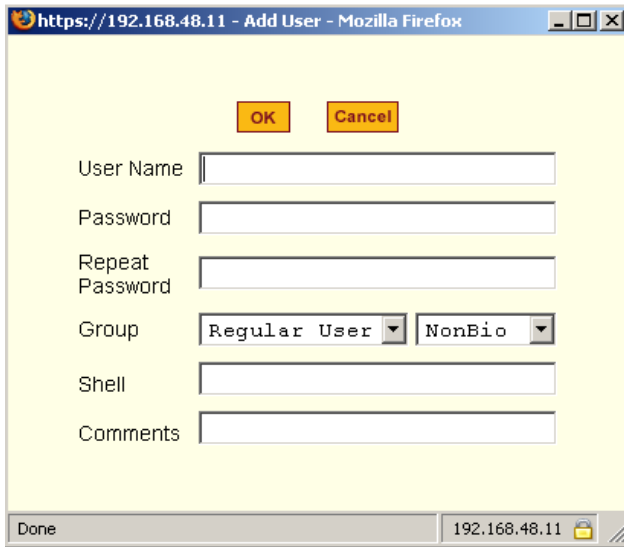 https://192.168.48.11 - Add User - Mozilla Firefox
OK Cancel
User Name
Password
Repeat
Password
Group Regular User NonBio
Shell
Comments
Done 192.168.48.11